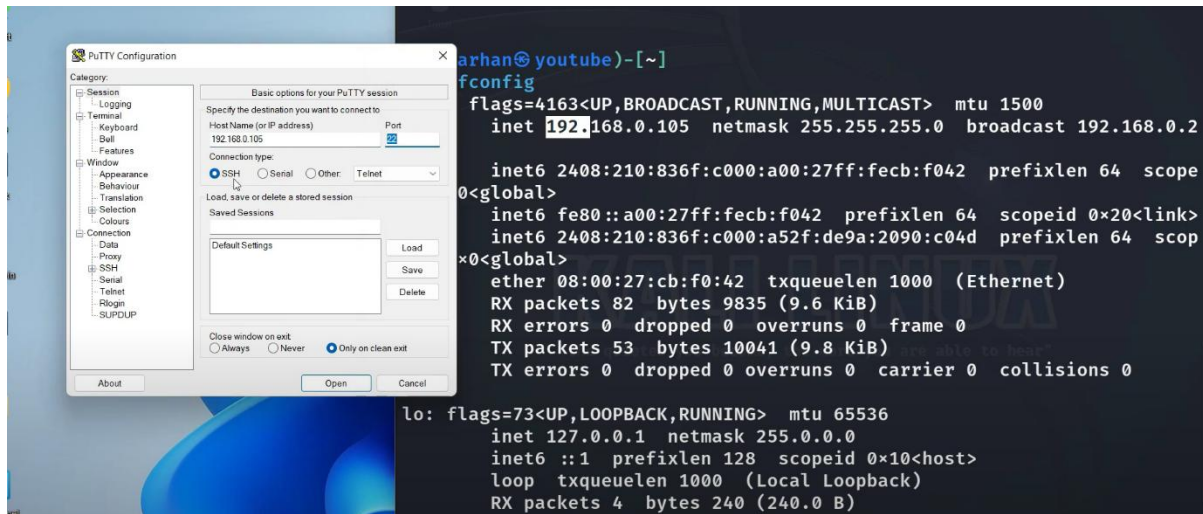 PuTTY Configuration
Category:
Session
Logging
Terminal
Keyboard
Bell
Features
Window
Appearance
Behaviour
Translation
Selection
Colours
Connection
Data
Proxy
SSH
Serial
Telnet
Rlogin
SUPDUP
Basic options for your PuTTY session
Specify the destination you want to connect to
Host Name (or IP address) Port
192.168.0.105 22
Connection type:
SSH Serial Other: Telnet
Load, save or delete a stored session
Saved Sessions
Default Settings
Load
Save
Delete
Close window on exit
Always Never Only on clean exit
About Open Cancel
arhan㉿youtube)-[~]
fconfig
flags=4163<UP,BROADCAST,RUNNING,MULTICAST> mtu 1500
inet 192.168.0.105 netmask 255.255.255.0 broadcast 192.168.0.2
inet6 2408:210:836f:c000:a00:27ff:fecb:f042 prefixlen 64 scope
0<global>
inet6 fe80::a00:27ff:fecb:f042 prefixlen 64 scopeid 0×20<link>
inet6 2408:210:836f:c000:a52f:de9a:2090:c04d prefixlen 64 scop
×0<global>
ether 08:00:27:cb:f0:42 txqueuelen 1000 (Ethernet)
RX packets 82 bytes 9835 (9.6 KiB)
RX errors 0 dropped 0 overruns 0 frame 0
TX packets 53 bytes 10041 (9.8 KiB)
TX errors 0 dropped 0 overruns 0 carrier 0 collisions 0
lo: flags=73<UP,LOOPBACK,RUNNING> mtu 65536
inet 127.0.0.1 netmask 255.0.0.0
inet6 ::1 prefixlen 128 scopeid 0×10<host>
loop txqueuelen 1000 (Local Loopback)
RX packets 4 bytes 240 (240.0 B)
KALI LINUX
are able to hear"